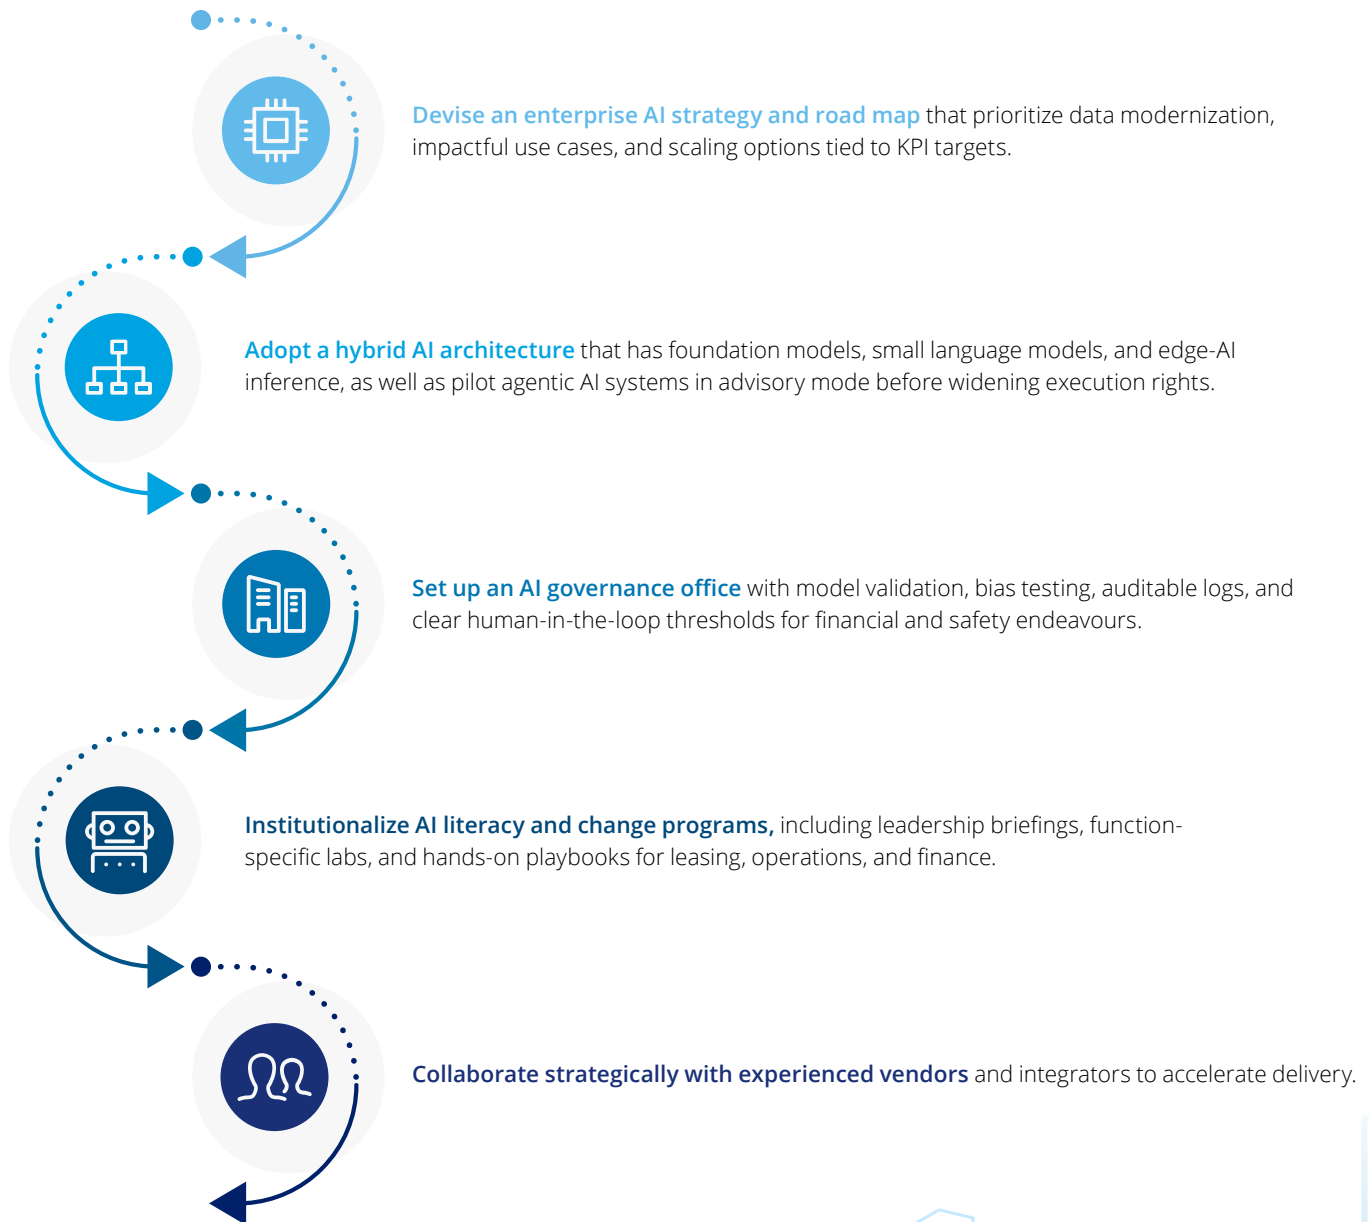 Devise an enterprise AI strategy and road map that prioritize data modernization,
impactful use cases, and scaling options tied to KPI targets.
Adopt a hybrid AI architecture that has foundation models, small language models, and edge-AI
inference, as well as pilot agentic AI systems in advisory mode before widening execution rights.
Set up an AI governance office with model validation, bias testing, auditable logs, and
clear human-in-the-loop thresholds for financial and safety endeavours.
Institutionalize AI literacy and change programs, including leadership briefings, function-
specific labs, and hands-on playbooks for leasing, operations, and finance.
Collaborate strategically with experienced vendors and integrators to accelerate delivery.